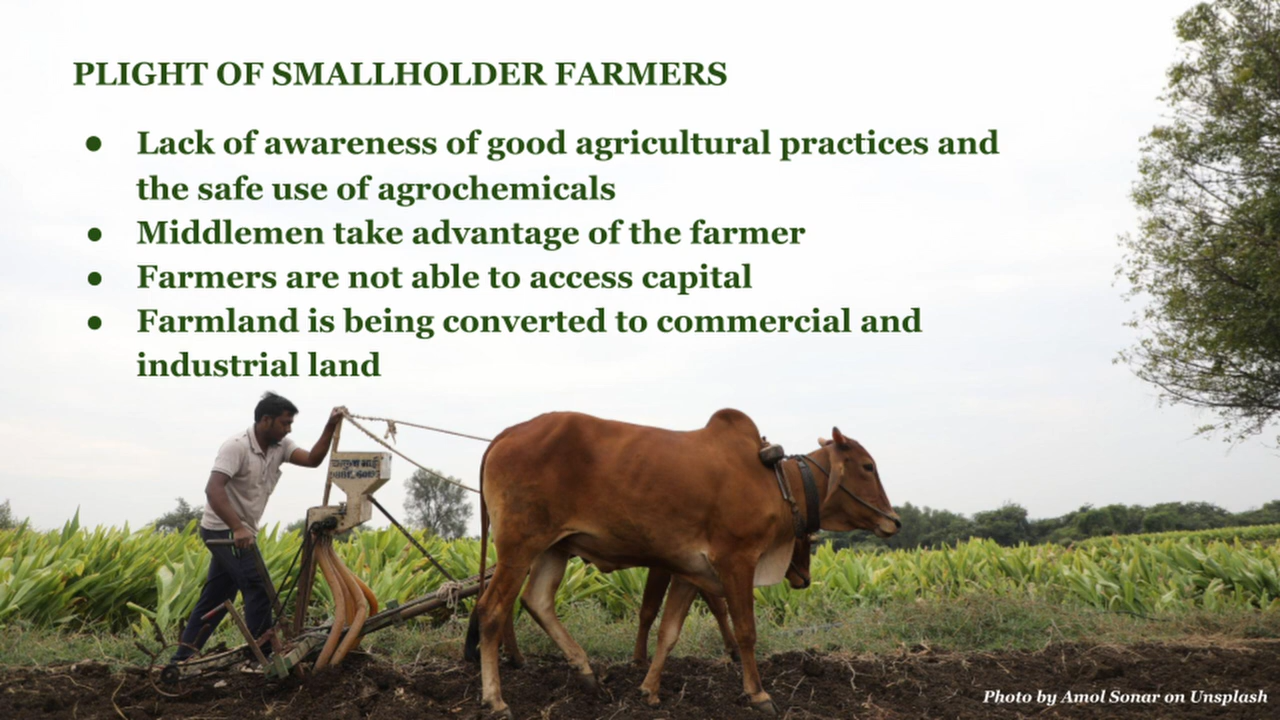 PLIGHT OF SMALLHOLDER FARMERS
● Lack of awareness of good agricultural practices and
the safe use of agrochemicals
● Middlemen take advantage of the farmer
● Farmers are not able to access capital
● Farmland is being converted to commercial and
industrial land
Photo by Amol Sonar on Unsplash